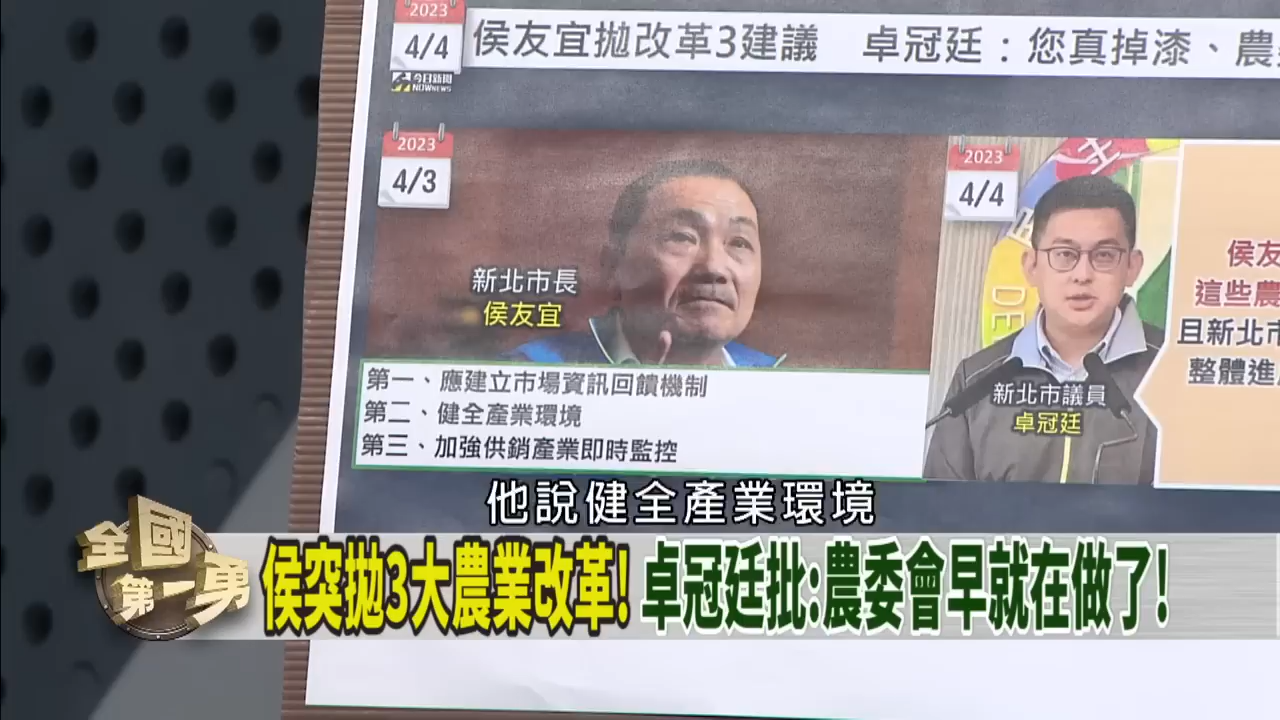 2023
4/4
今日新聞
NOWNEWS
侯友宜拋改革3建議 卓冠廷：您真掉漆、農
2023
4/3
新北市長
侯友宜
第一、應建立市場資訊回饋機制
第二、健全產業環境
第三、加強供銷產業即時監控
2023
4/4
DE
新北市議員
卓冠廷
侯友
這些農
且新北市
整體進
他說健全產業環境
全國第一勇
侯突拋3大農業改革! 卓冠廷批:農委會早就在做了!